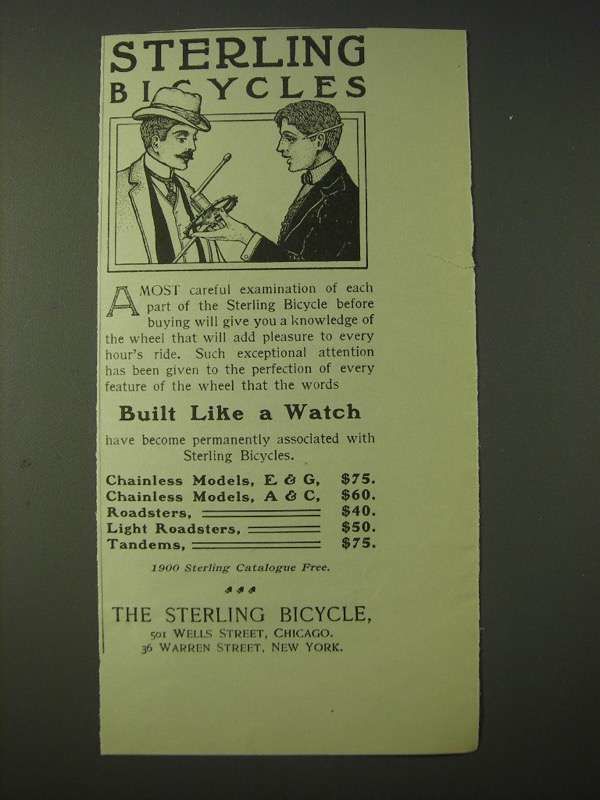 STERLING
BICYCLES
A MOST careful examination of each
part of the Sterling Bicycle before
buying will give you a knowledge of
the wheel that will add pleasure to every
hour's ride. Such exceptional attention
has been given to the perfection of every
feature of the wheel that the words
Built Like a Watch
have become permanently associated with
Sterling Bicycles.
Chainless Models, E & G, $75.
Chainless Models, A & C, $60.
Roadsters, $40.
Light Roadsters, $50.
Tandems, $75.
1900 Sterling Catalogue Free.
THE STERLING BICYCLE,
501 WELLS STREET, CHICAGO.
36 WARREN STREET, NEW YORK.